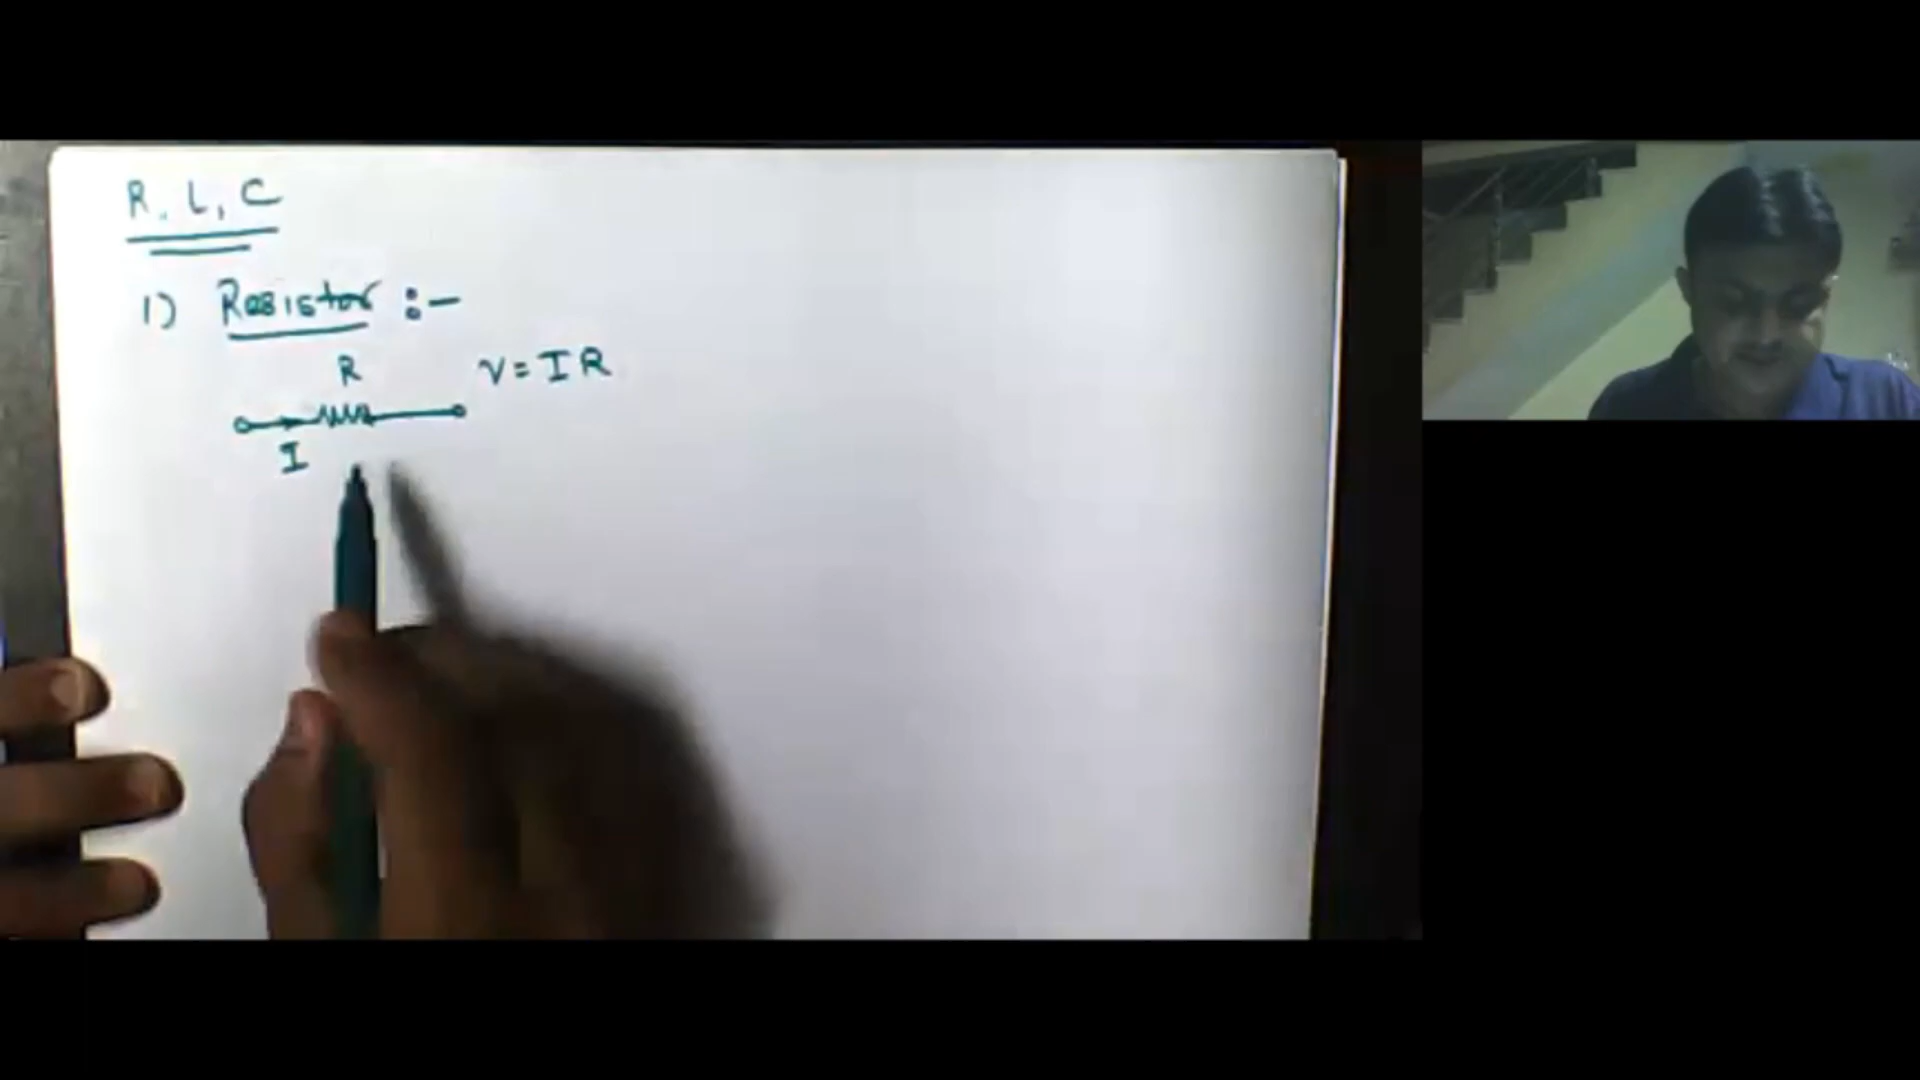 R, L, C
1) Resistor :-
R
V = I R
I